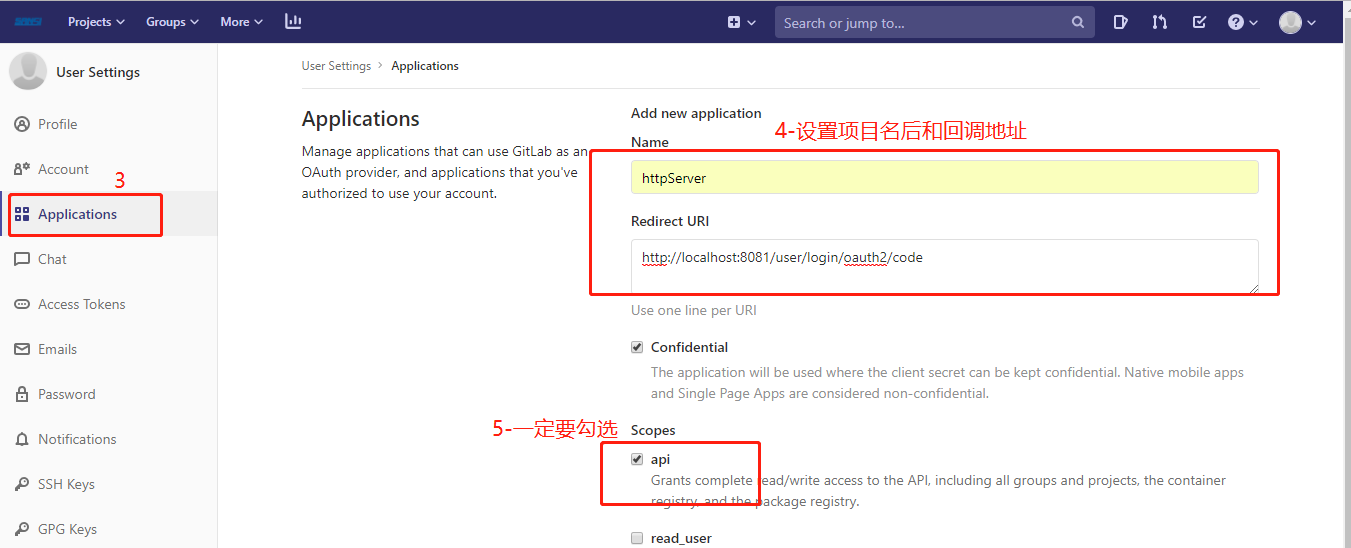 Projects Groups More
Search or jump to...
User Settings
Profile
Account
3
Applications
Chat
Access Tokens
Emails
Password
Notifications
SSH Keys
GPG Keys
User Settings > Applications
Applications
Manage applications that can use GitLab as an
OAuth provider, and applications that you've
authorized to use your account.
Add new application
4-设置项目名后和回调地址
Name
httpServer
Redirect URI
http://localhost:8081/user/login/oauth2/code
Use one line per URI
Confidential
The application will be used where the client secret can be kept confidential. Native mobile apps
and Single Page Apps are considered non-confidential.
5-一定要勾选
Scopes
api
Grants complete read/write access to the API, including all groups and projects, the container
registry, and the package registry.
read_user